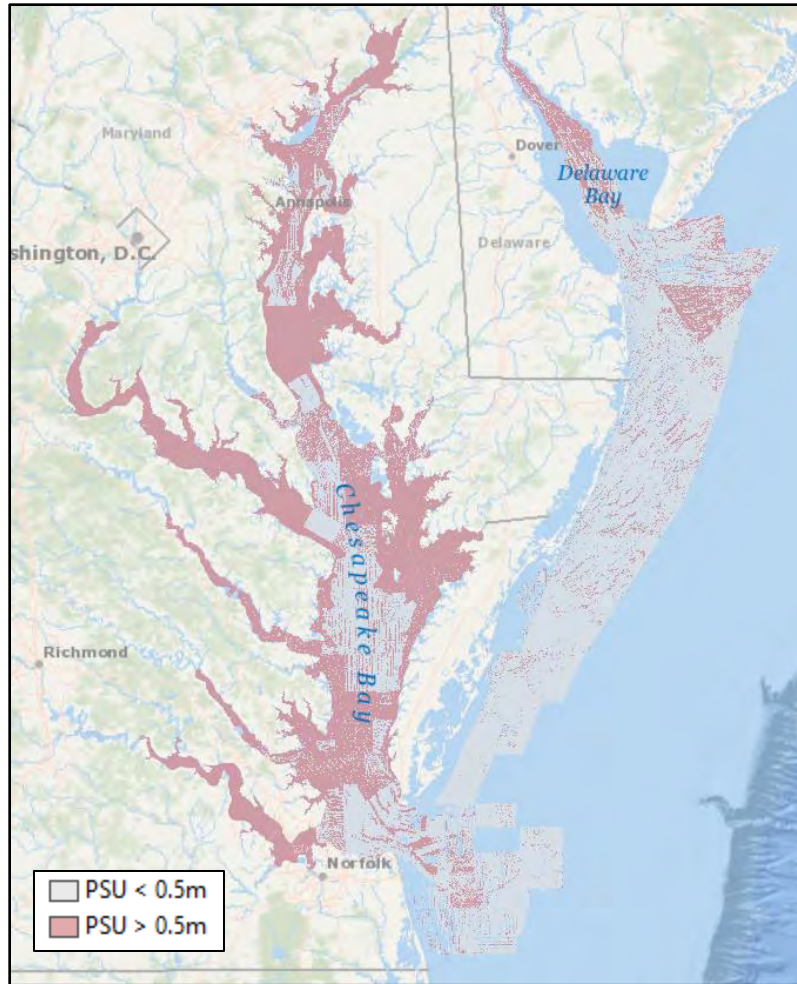 Maryland
Dover
Delaware
Bay
Annapolis
shington, D.C.
Delaware
Chesapeake Bay
Richmond
Norfolk
PSU < 0.5m
PSU > 0.5m